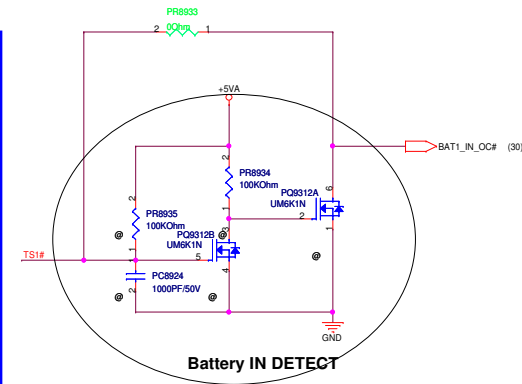 PR8933
2 0Ohm 1
+5VA
BAT1_IN_OC# (30)
2
PR8934
100KOhm
1
PQ9312A
UM6K1N
6
2
1
2
PR8935
100KOhm
1
@
PQ9312B
UM6K1N
3
5
4
@
@
TS1#
1
PC8924
1000PF/50V
2
@
@
GND
Battery IN DETECT